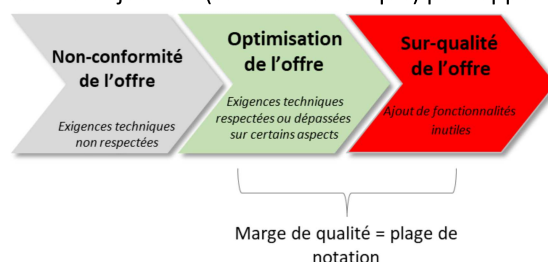 Non-conformité
de l'offre
Exigences techniques
non respectées
Optimisation
de l'offre
Exigences techniques
respectées ou dépassées
sur certains aspects
Sur-qualité
de l'offre
Ajout de fonctionnalités
inutiles
Marge de qualité = plage de
notation